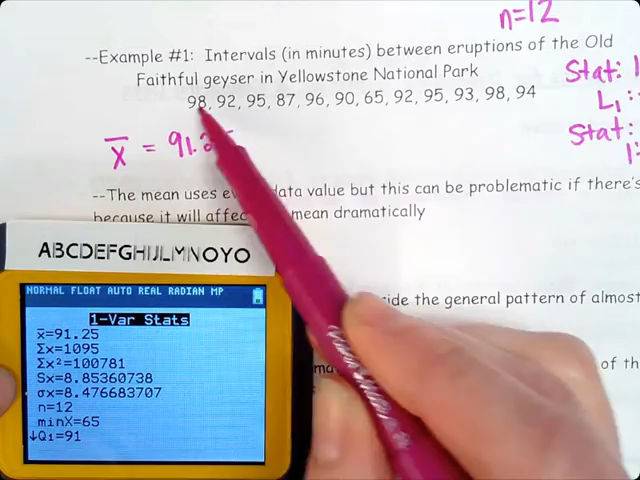 n=12
--Example #1: Intervals (in minutes) between eruptions of the Old
Faithful geyser in Yellowstone National Park
98, 92, 95, 87, 96, 90, 65, 92, 95, 93, 98, 94
Stat: 1
L₁
Stat:
1:
x̄ = 91.25
--The mean uses data value but this can be problematic if there's
because it will affect mean dramatically
the general pattern of almost
of th
ABCDEFGHIJLMNOYO
NORMAL FLOAT AUTO REAL RADIAN MP
1-Var Stats
x̄=91.25
Σx=1095
Σx²=100781
Sx=8.85360738
σx=8.476683707
n=12
minX=65
↓Q₁=91